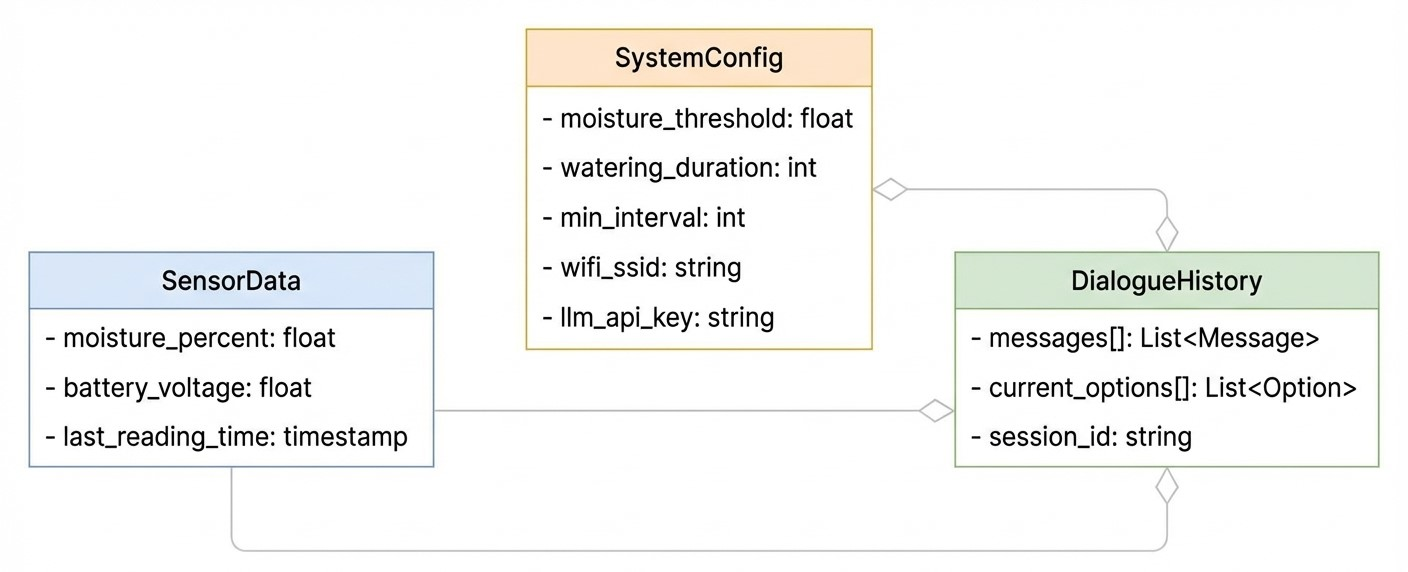 SystemConfig
- moisture_threshold: float
- watering_duration: int
- min_interval: int
- wifi_ssid: string
- llm_api_key: string
SensorData
- moisture_percent: float
- battery_voltage: float
- last_reading_time: timestamp
DialogueHistory
- messages[]: List<Message>
- current_options[]: List<Option>
- session_id: string